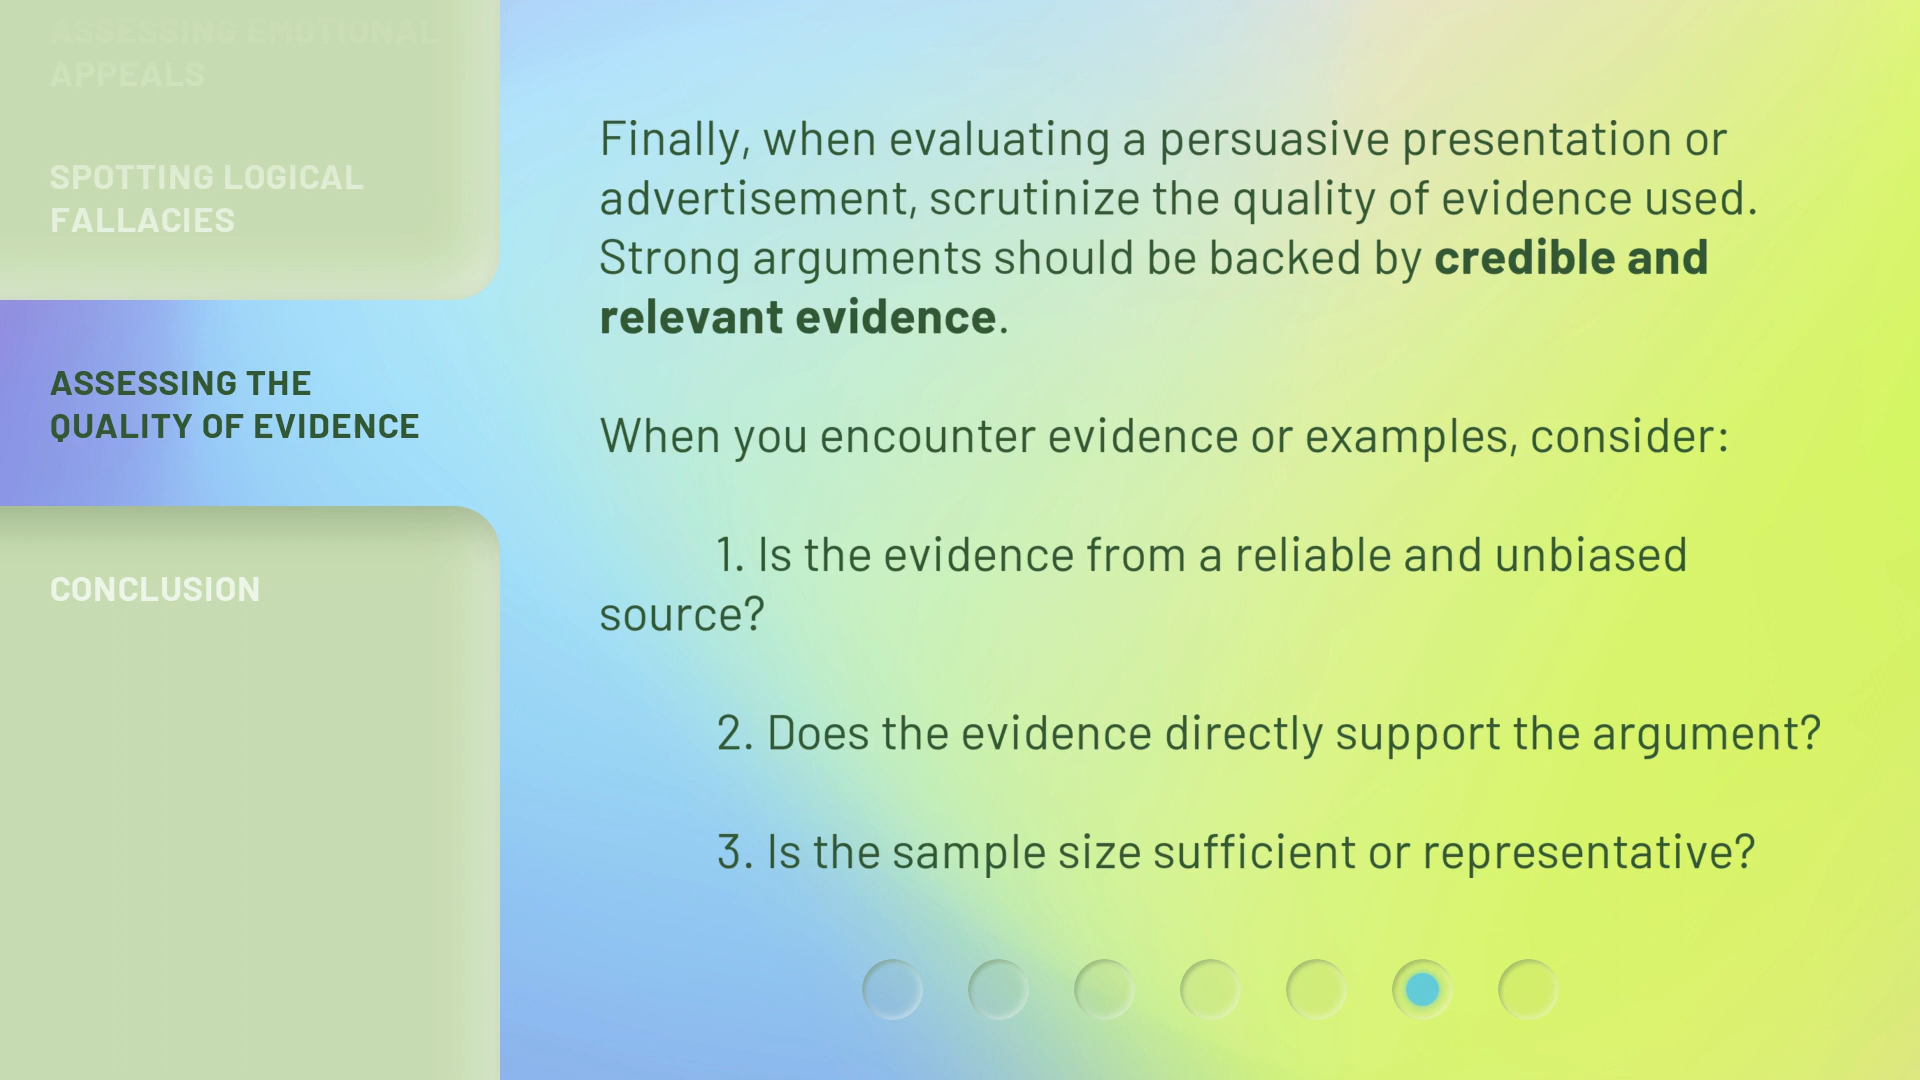 ASSESSING EMOTIONAL
APPEALS
SPOTTING LOGICAL
FALLACIES
ASSESSING THE
QUALITY OF EVIDENCE
CONCLUSION
Finally, when evaluating a persuasive presentation or
advertisement, scrutinize the quality of evidence used.
Strong arguments should be backed by credible and
relevant evidence.
When you encounter evidence or examples, consider:
1. Is the evidence from a reliable and unbiased
source?
2. Does the evidence directly support the argument?
3. Is the sample size sufficient or representative?